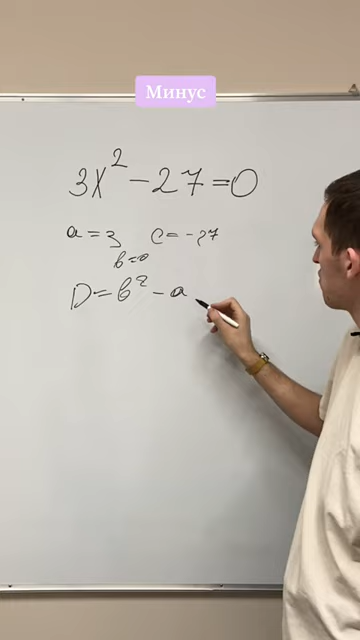 Минус
3x² - 27 = 0
a = 3 c = -27
b = 0
D = b² - a